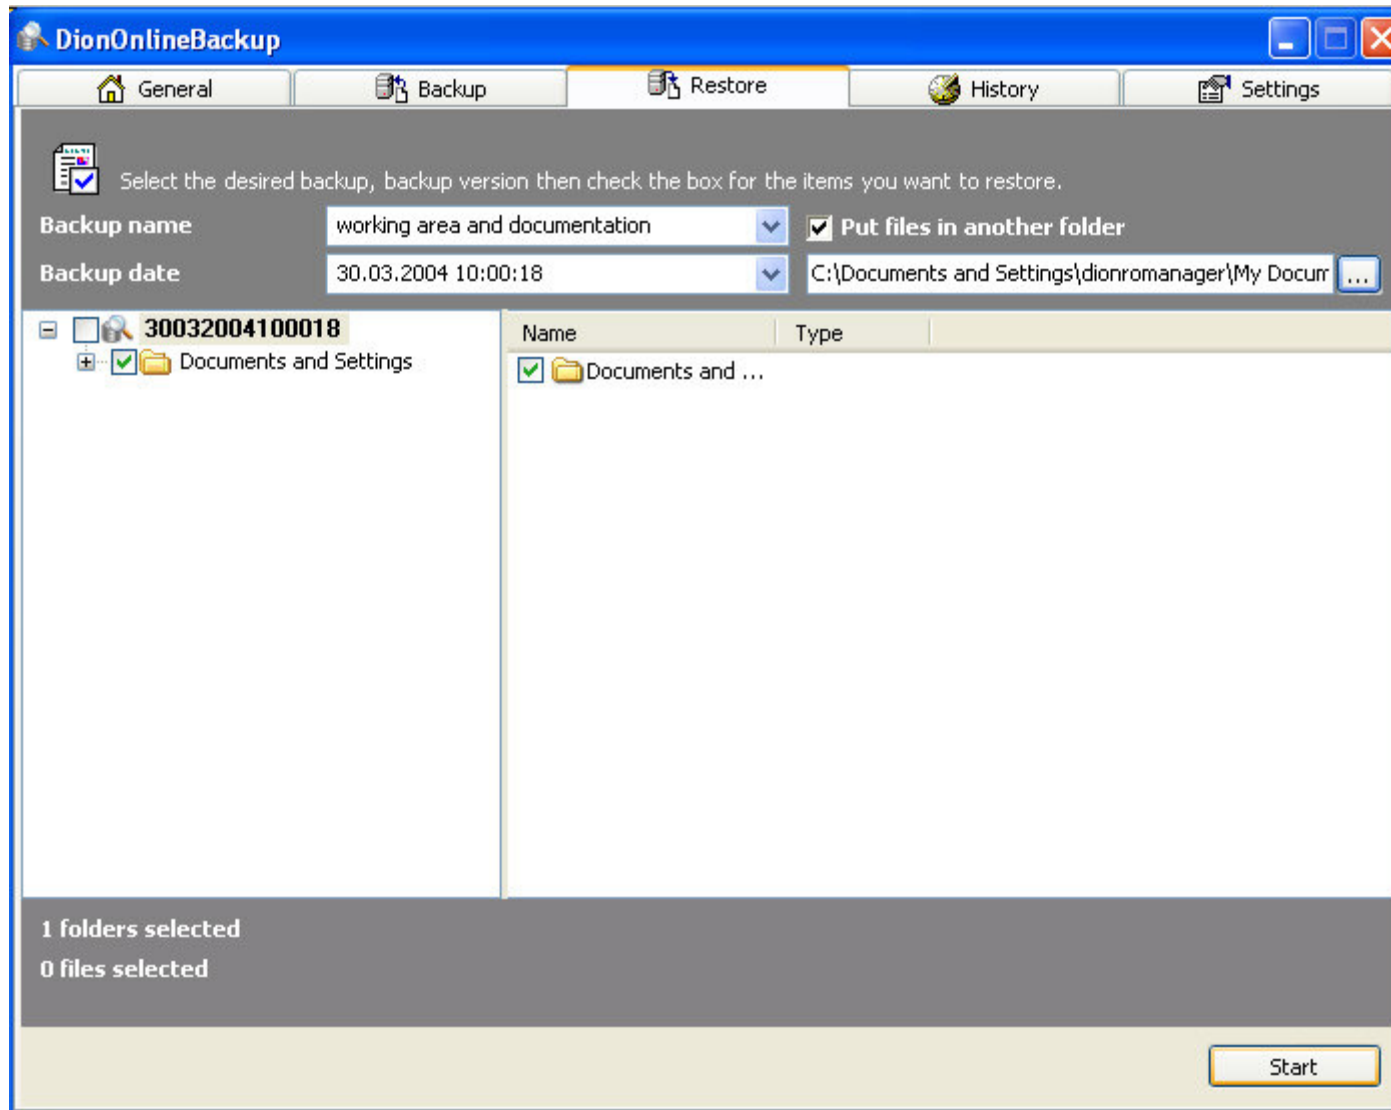 DionOnlineBackup
General Backup Restore History Settings
Select the desired backup, backup version then check the box for the items you want to restore.
Backup name working area and documentation Put files in another folder
Backup date 30.03.2004 10:00:18 C:\Documents and Settings\dionromanager\My Docum ...
30032004100018 Name Type
Documents and Settings Documents and ...
1 folders selected
0 files selected
Start